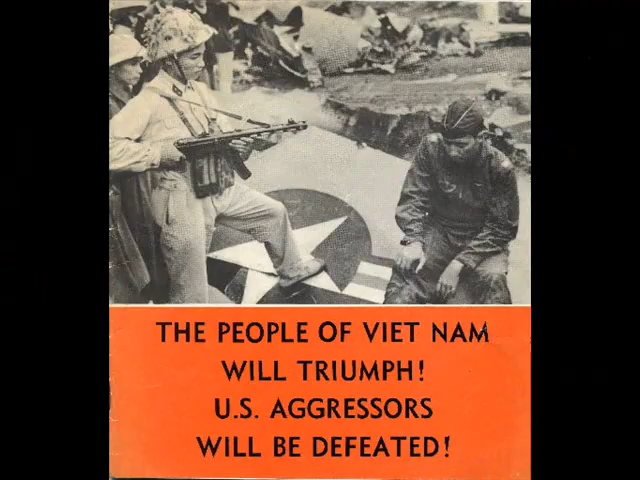 THE PEOPLE OF VIET NAM
WILL TRIUMPH!
U.S. AGGRESSORS
WILL BE DEFEATED!